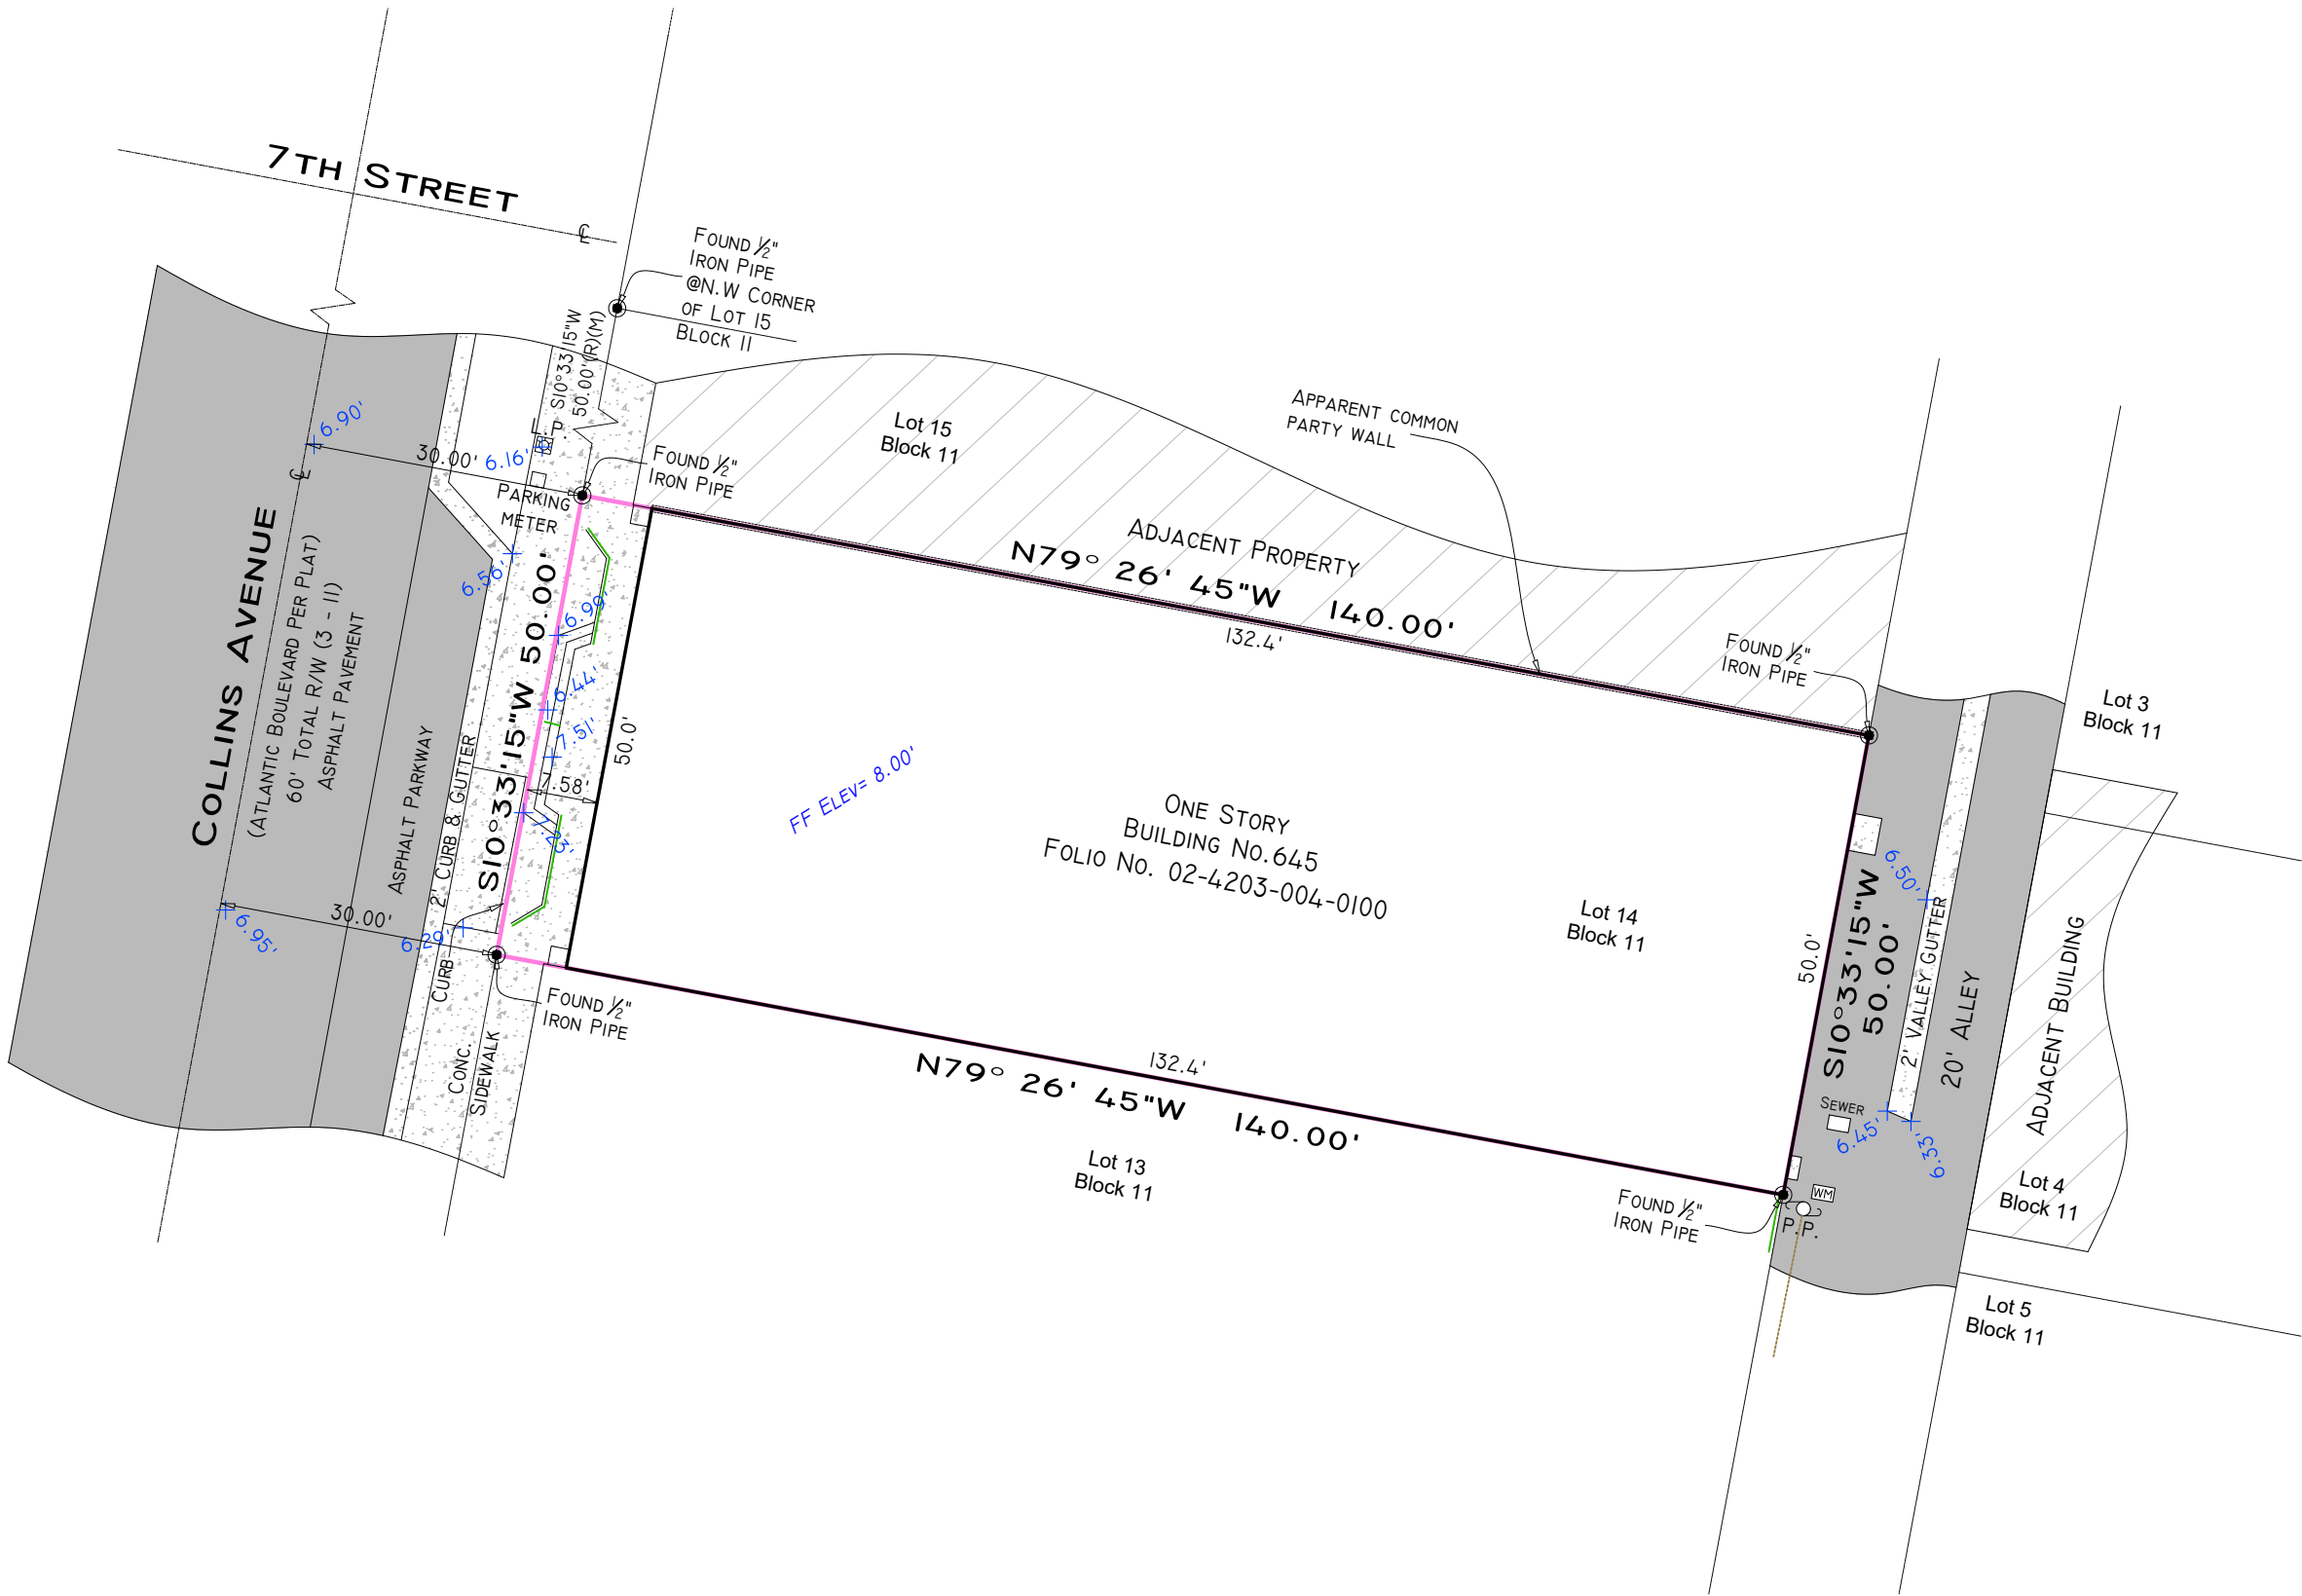 7TH STREET
℄
FOUND ½"
IRON PIPE
@N.W CORNER
OF LOT 15
BLOCK 11
S10°33'15"W
50.00'(R)(M)
6.90'
30.00'
6.16'
℄
PARKING
METER
FOUND ½"
IRON PIPE
Lot 15
Block 11
APPARENT COMMON
PARTY WALL
ADJACENT PROPERTY
N79° 26' 45"W 140.00'
132.4'
FOUND ½"
IRON PIPE
Lot 3
Block 11
COLLINS AVENUE
(ATLANTIC BOULEVARD PER PLAT)
60' TOTAL R/W (3 - 11)
ASPHALT PAVEMENT
ASPHALT PARKWAY
2' CURB & GUTTER
S10°33'15"W 50.00'
6.56'
6.99'
6.44'
7.51'
7.58'
7.23'
50.0'
FF ELEV= 8.00'
ONE STORY
BUILDING NO.645
FOLIO NO. 02-4203-004-0100
Lot 14
Block 11
50.0'
S10°33'15"W
50.00'
6.50'
2' VALLEY GUTTER
20' ALLEY
ADJACENT BUILDING
6.95'
30.00'
6.29'
CURB
CONC.
SIDEWALK
FOUND ½"
IRON PIPE
132.4'
N79° 26' 45"W 140.00'
Lot 13
Block 11
SEWER
6.45'
6.33'
WM
P.P.
FOUND ½"
IRON PIPE
Lot 4
Block 11
Lot 5
Block 11